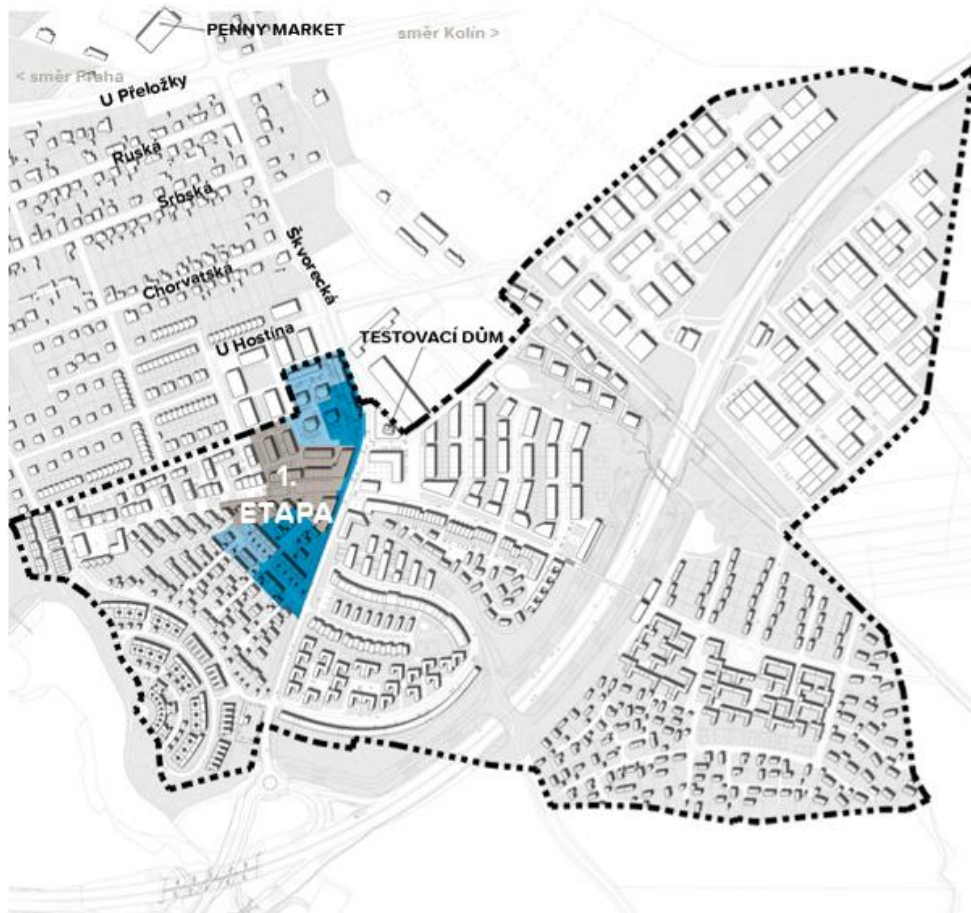 PENNY MARKET
směr Kolín >
< směr Praha
U Přeložky
Ruská
Srbská
Škvorecká
Chorvatská
U Hostína
TESTOVACÍ DŮM
1.
ETAPA